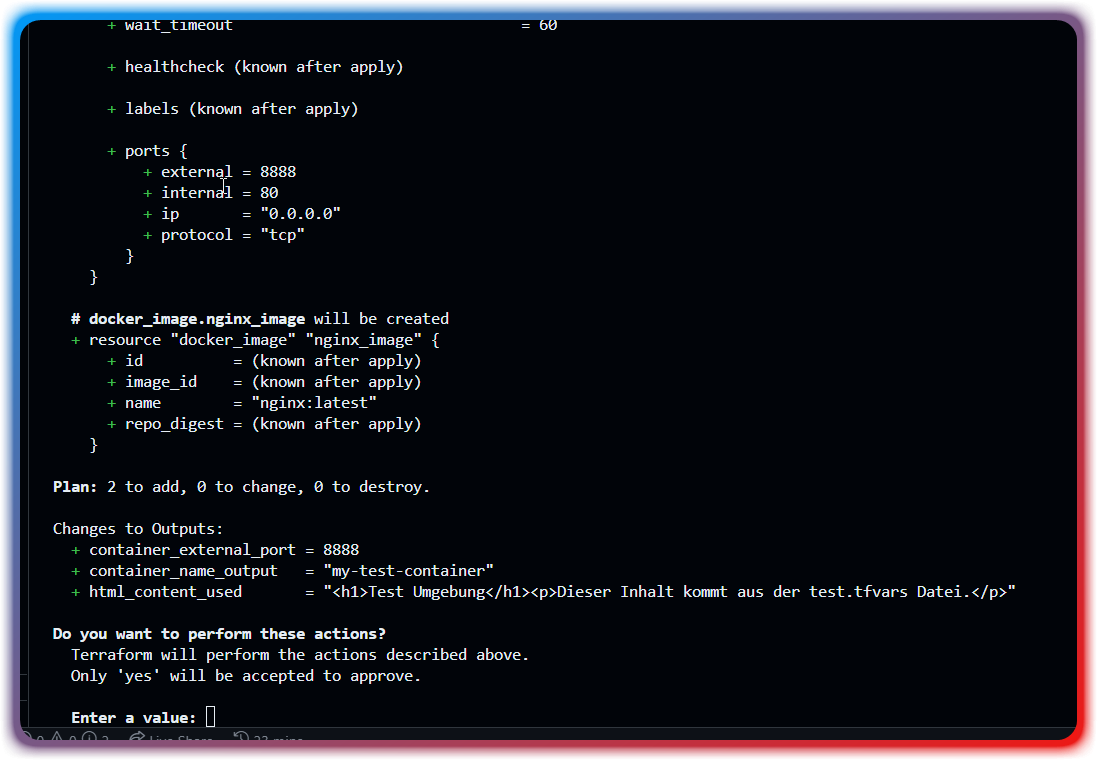 + wait_timeout = 60
+ healthcheck (known after apply)
+ labels (known after apply)
+ ports {
+ external = 8888
+ internal = 80
+ ip = "0.0.0.0"
+ protocol = "tcp"
}
}
# docker_image.nginx_image will be created
+ resource "docker_image" "nginx_image" {
+ id = (known after apply)
+ image_id = (known after apply)
+ name = "nginx:latest"
+ repo_digest = (known after apply)
}
Plan: 2 to add, 0 to change, 0 to destroy.
Changes to Outputs:
+ container_external_port = 8888
+ container_name_output = "my-test-container"
+ html_content_used = "<h1>Test Umgebung</h1><p>Dieser Inhalt kommt aus der test.tfvars Datei.</p>"
Do you want to perform these actions?
Terraform will perform the actions described above.
Only 'yes' will be accepted to approve.
Enter a value:
Live Share